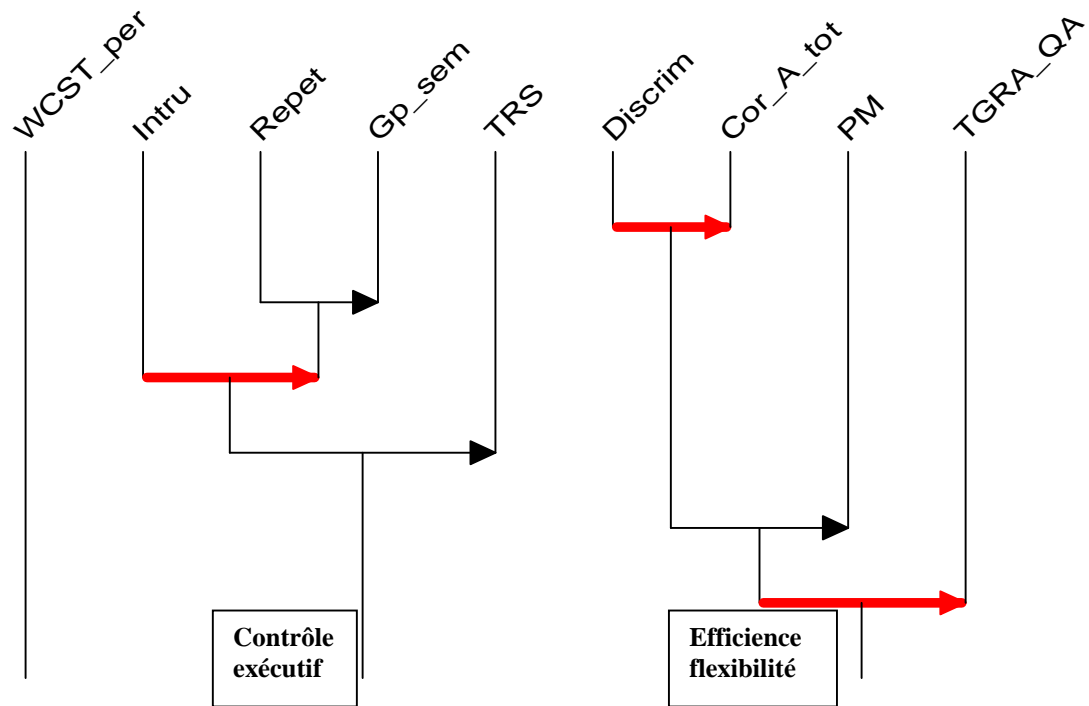 WCST_per
Intru
Repet
Gp_sem
TRS
Discrim
Cor_A_tot
PM
TGRA_QA
Contrôle
exécutif
Efficience
flexibilité